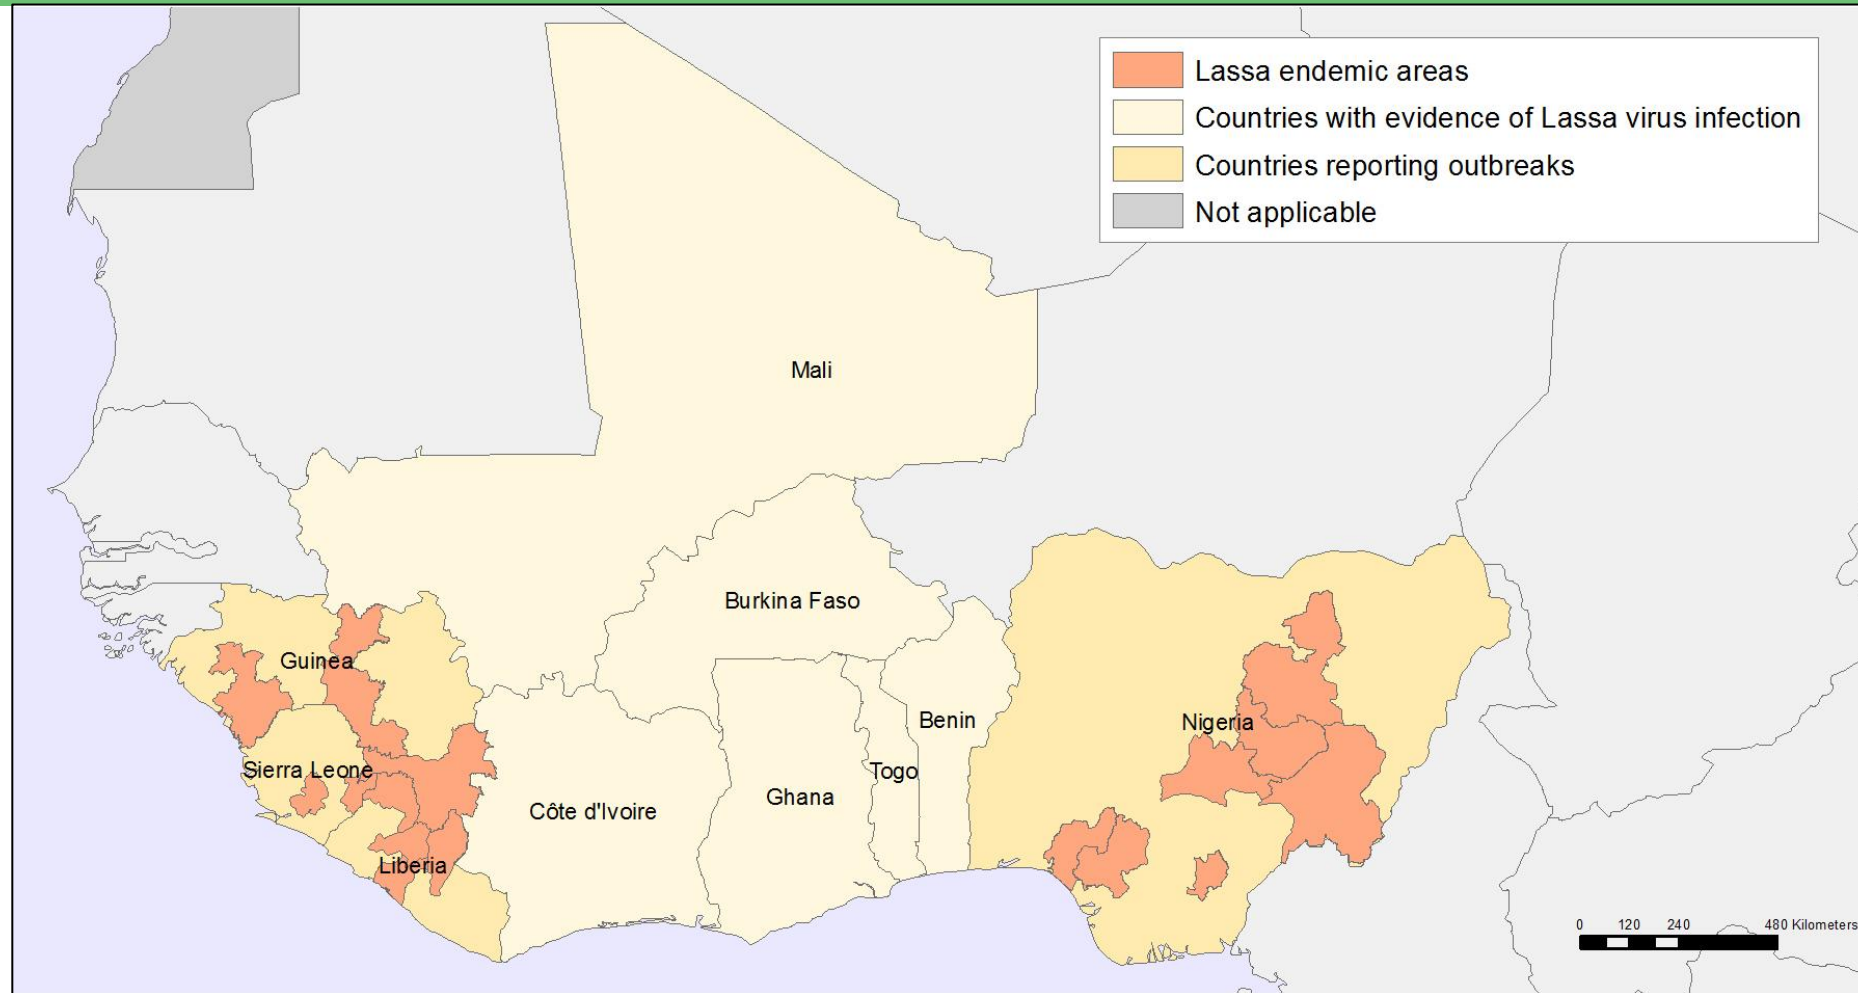 Lassa endemic areas
Countries with evidence of Lassa virus infection
Countries reporting outbreaks
Not applicable
Mali
Burkina Faso
Guinea
Benin
Nigeria
Sierra Leone
Togo
Ghana
Côte d'Ivoire
Liberia
0 120 240 480 Kilometers